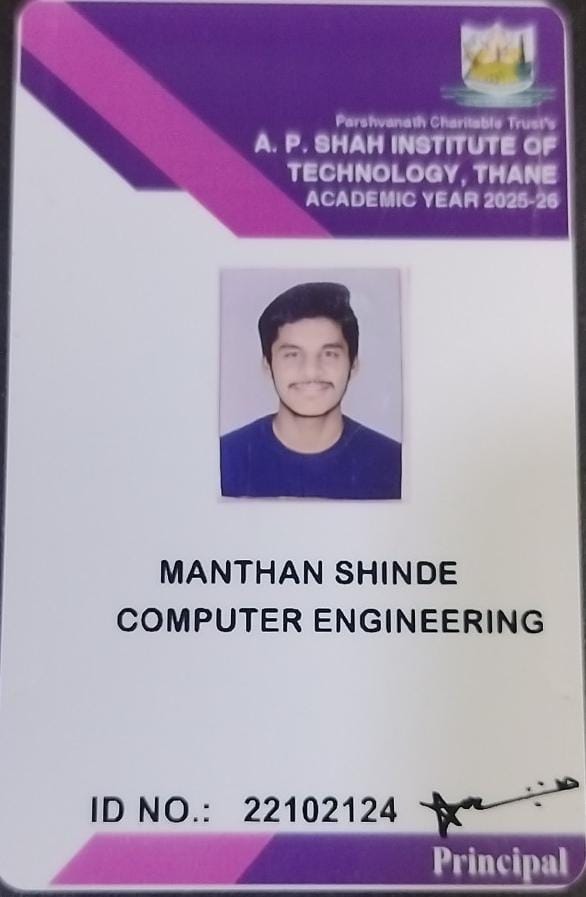 Parshvanath Charitable Trust's
A. P. SHAH INSTITUTE OF
TECHNOLOGY, THANE
ACADEMIC YEAR 2025-26
MANTHAN SHINDE
COMPUTER ENGINEERING
ID NO.: 22102124
Principal